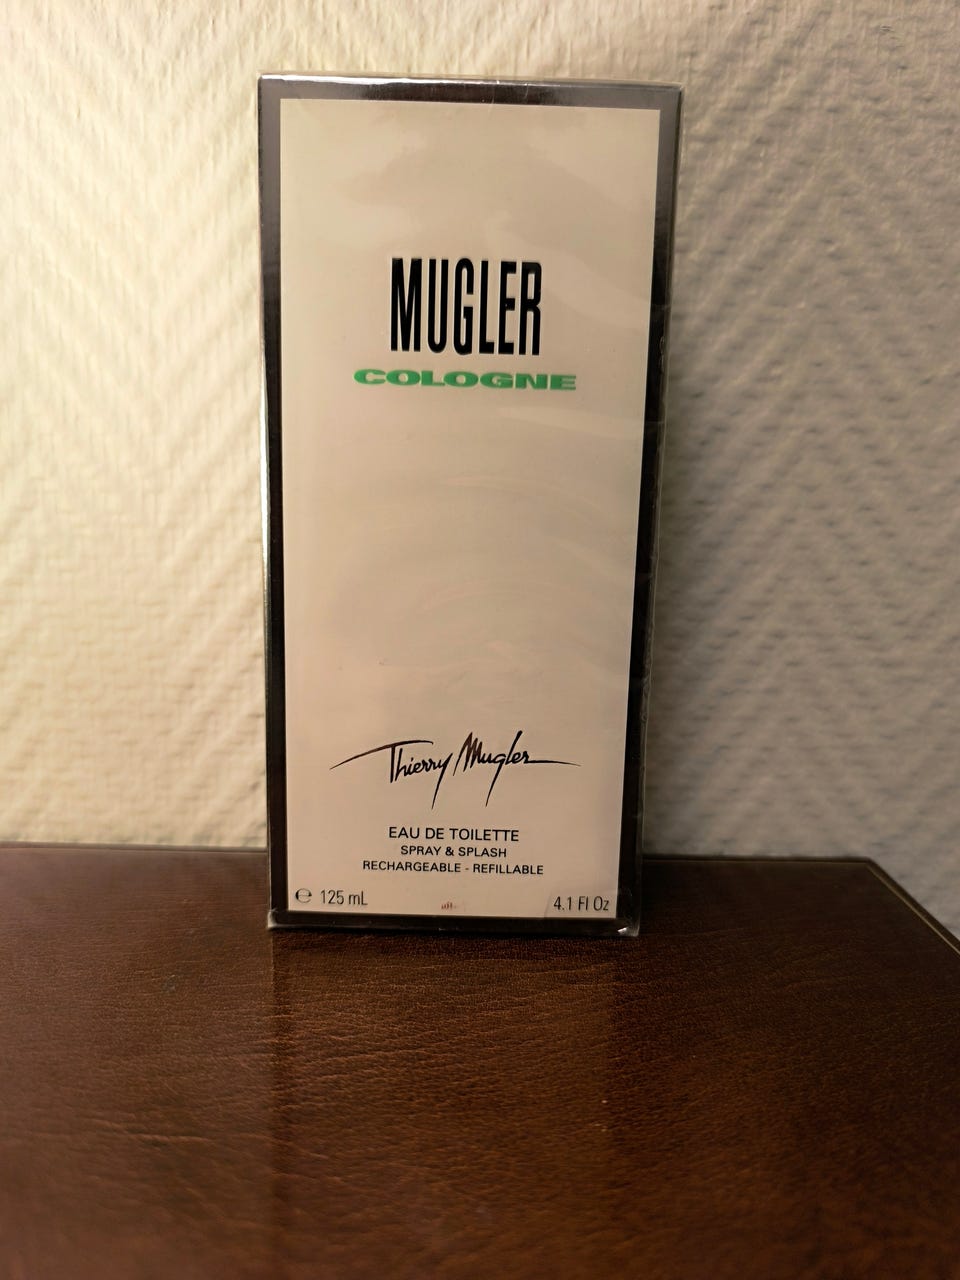 MUGLER
COLOGNE
Thierry Mugler
EAU DE TOILETTE
SPRAY & SPLASH
RECHARGEABLE - REFILLABLE
℮ 125 mL 4.1 Fl Oz